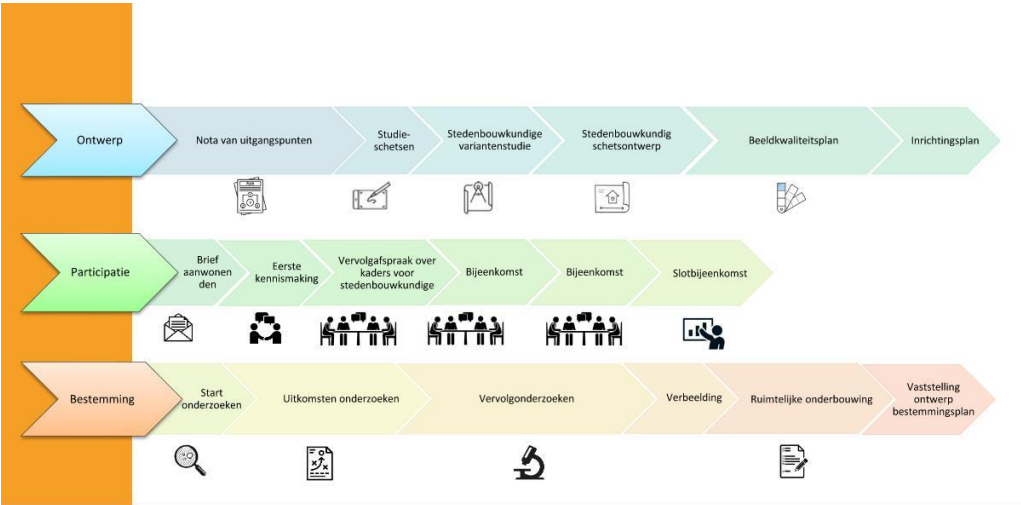 Ontwerp
Nota van uitgangspunten
Studie-
schetsen
Stedenbouwkundige
variantenstudie
Stedenbouwkundig
schetsontwerp
Beeldkwaliteitsplan
Inrichtingsplan
Participatie
Brief
aanwonen
den
Eerste
kennismaking
Vervolgafspraak over
kaders voor
stedenbouwkundige
Bijeenkomst
Bijeenkomst
Slotbijeenkomst
Bestemming
Start
onderzoeken
Uitkomsten onderzoeken
Vervolgonderzoeken
Verbeelding
Ruimtelijke onderbouwing
Vaststelling
ontwerp
bestemmingsplan